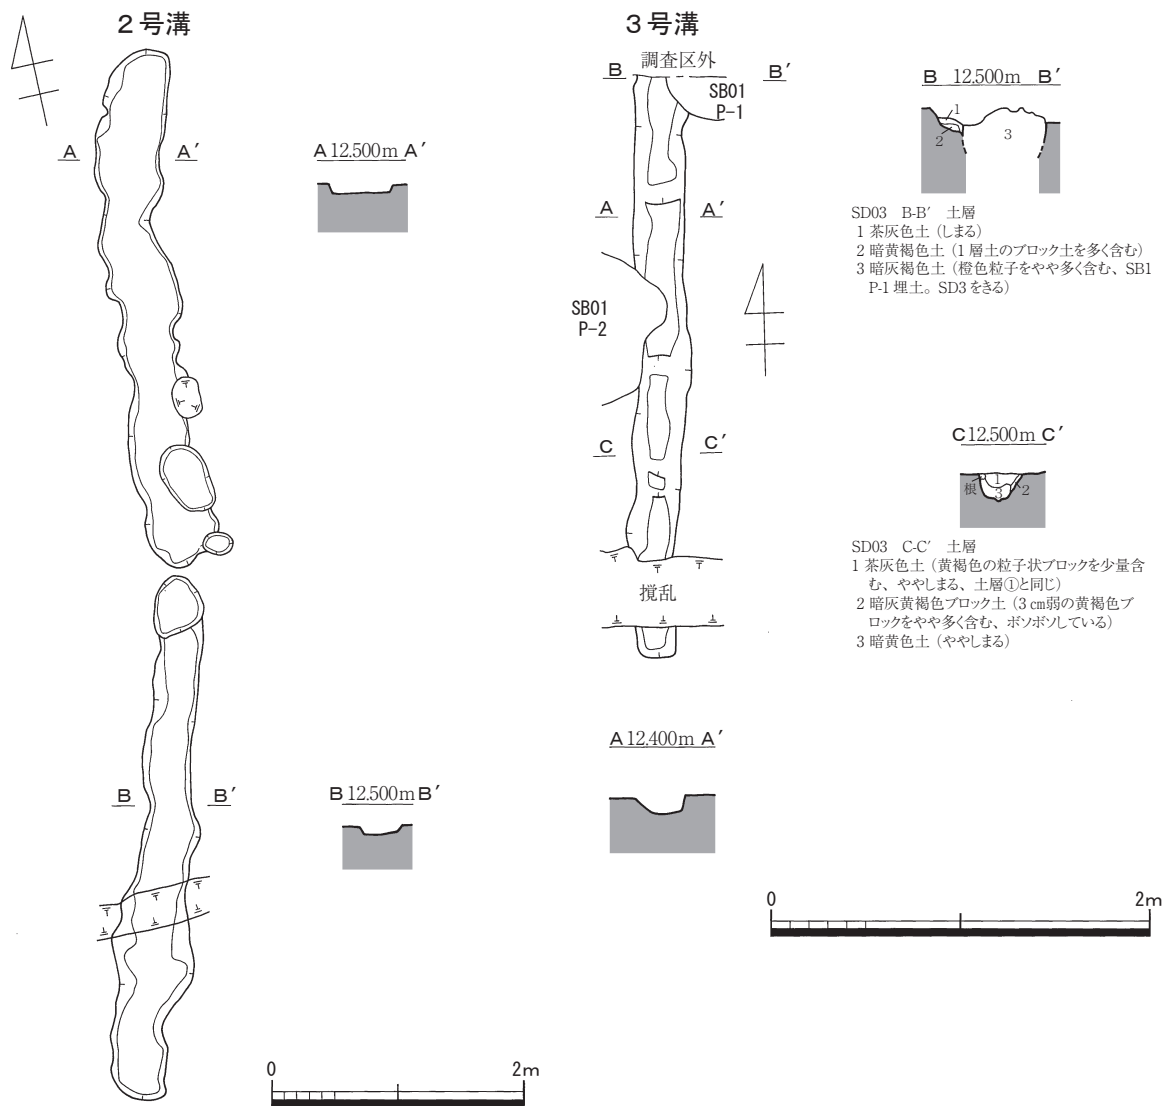 2号溝
A
A′
A 12.500m A′
B
B′
B 12.500m B′
0
2m
3号溝
調査区外
B
B′
SB01
P-1
A
A′
SB01
P-2
C
C′
撹乱
A 12.400m A′
B 12.500m B′
1
2
3
SD03 B-B′ 土層
1 茶灰色土（しまる）
2 暗黄褐色土（1層土のブロック土を多く含む）
3 暗灰褐色土（橙色粒子をやや多く含む、SB1
P-1埋土。SD3をきる）
C 12.500m C′
根
1
3
2
SD03 C-C′ 土層
1 茶灰色土（黄褐色の粒子状ブロックを少量含
む、ややしまる、土層①と同じ）
2 暗灰黄褐色ブロック土（3㎝弱の黄褐色ブ
ロックをやや多く含む、ボソボソしている）
3 暗黄色土（ややしまる）
0
2m